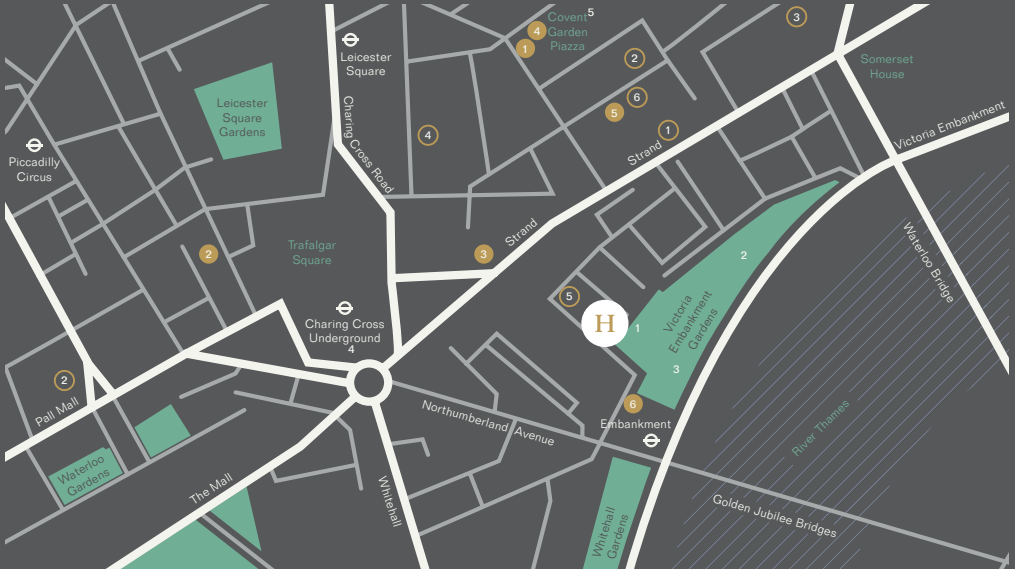 3
Covent
5
4
Garden
1
Piazza
2
Leicester
Square
Somerset
House
6
5
Leicester
Square
Gardens
Charing Cross Road
4
1
Victoria Embankment
Piccadilly
Circus
Strand
Trafalgar
Square
2
3
Strand
2
Waterloo Bridge
5
H
1
Victoria
Embankment
Gardens
Charing Cross
Underground
4
3
2
Pall Mall
6
Northumberland Avenue
Embankment
River Thames
Waterloo
Gardens
The Mall
Whitehall
Golden Jubilee Bridges
Whitehall
Gardens